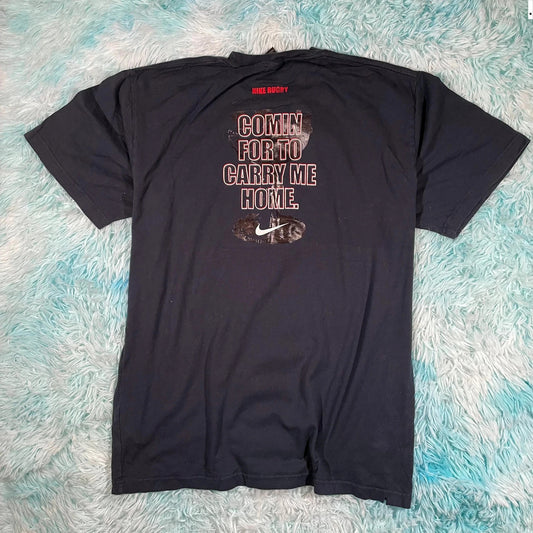 NIKE RUGBY
COMIN
FOR TO
CARRY ME
HOME.